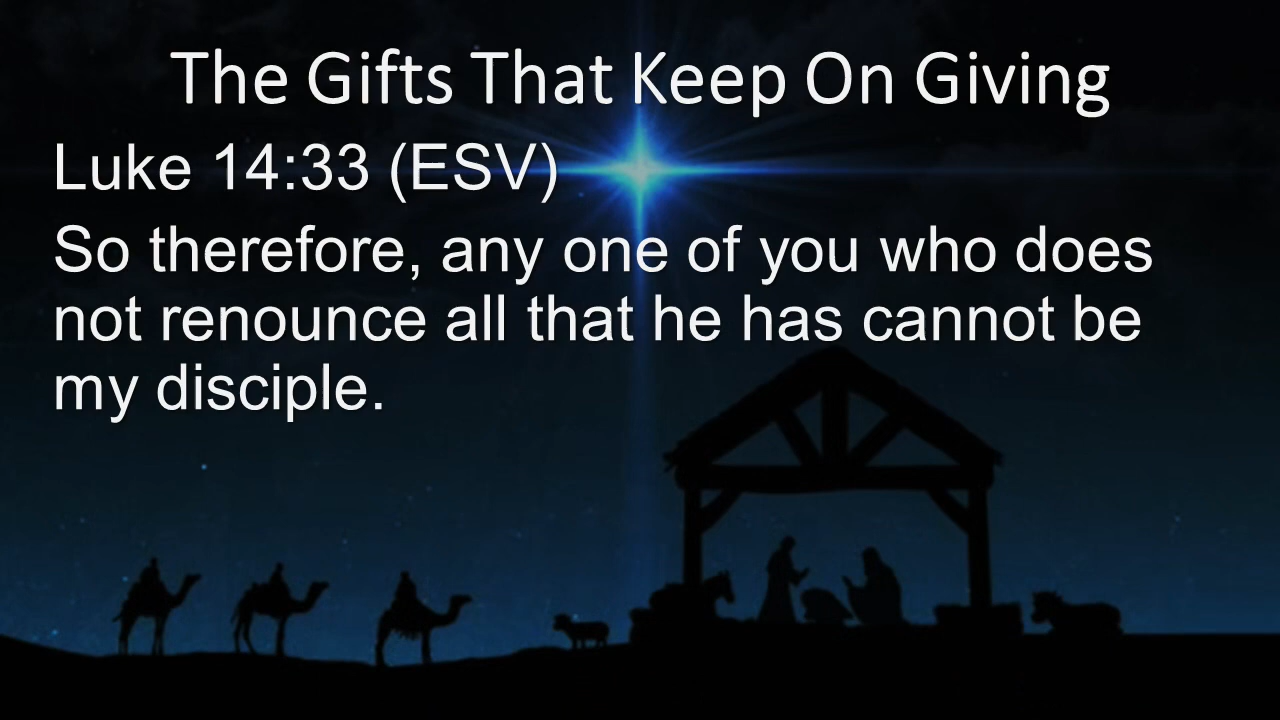 The Gifts That Keep On Giving
Luke 14:33 (ESV)
So therefore, any one of you who does
not renounce all that he has cannot be
my disciple.